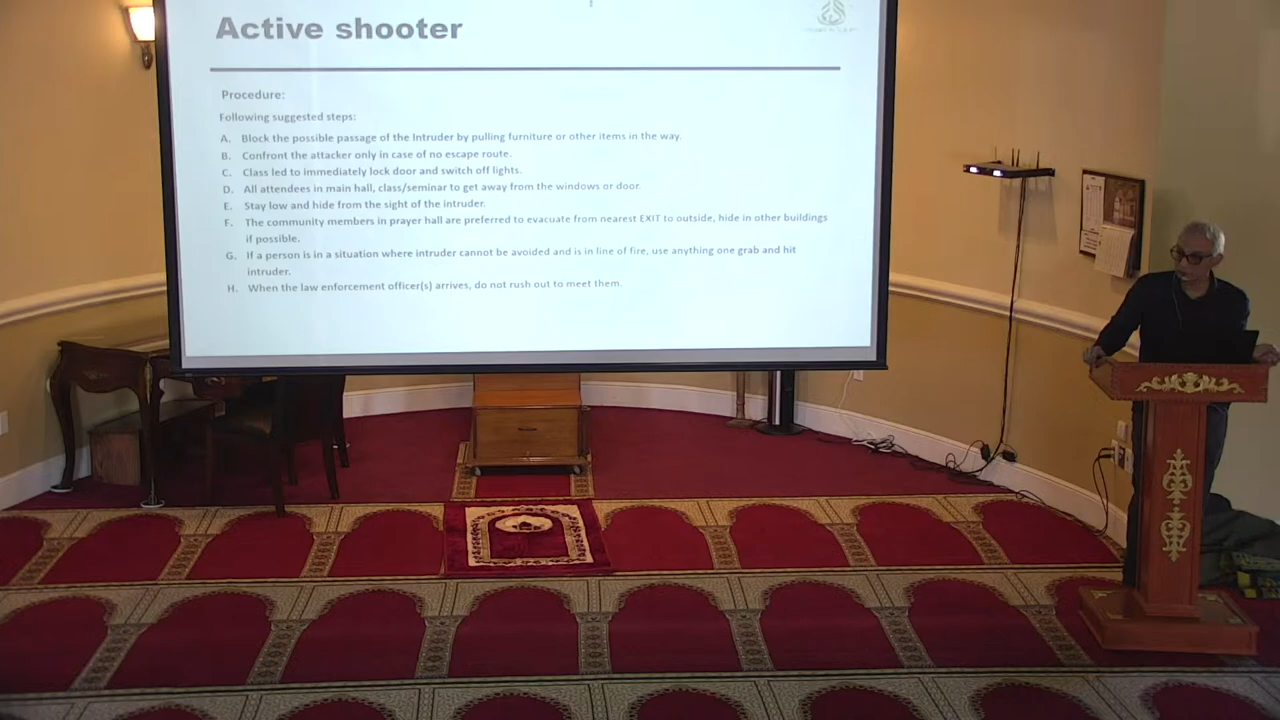 Active shooter
Procedure:
Following suggested steps:
A. Block the possible passage of the Intruder by pulling furniture or other items in the way.
B. Confront the attacker only in case of no escape route.
C. Class led to immediately lock door and switch off lights.
D. All attendees in main hall, class/seminar to get away from the windows or door.
E. Stay low and hide from the sight of the intruder.
F. The community members in prayer hall are preferred to evacuate from nearest EXIT to outside, hide in other buildings
if possible.
G. If a person is in a situation where intruder cannot be avoided and is in line of fire, use anything one grab and hit
intruder.
H. When the law enforcement officer(s) arrives, do not rush out to meet them.